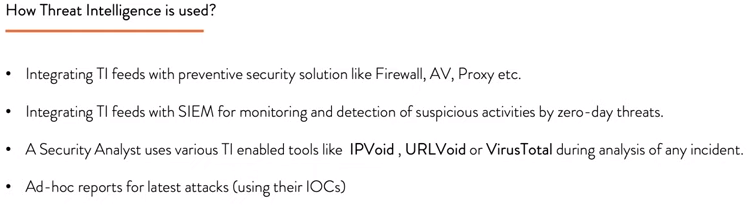 How Threat Intelligence is used?
• Integrating TI feeds with preventive security solution like Firewall, AV, Proxy etc.
• Integrating TI feeds with SIEM for monitoring and detection of suspicious activities by zero-day threats.
• A Security Analyst uses various TI enabled tools like IPVoid , URLVoid or VirusTotal during analysis of any incident.
• Ad-hoc reports for latest attacks (using their IOCs)